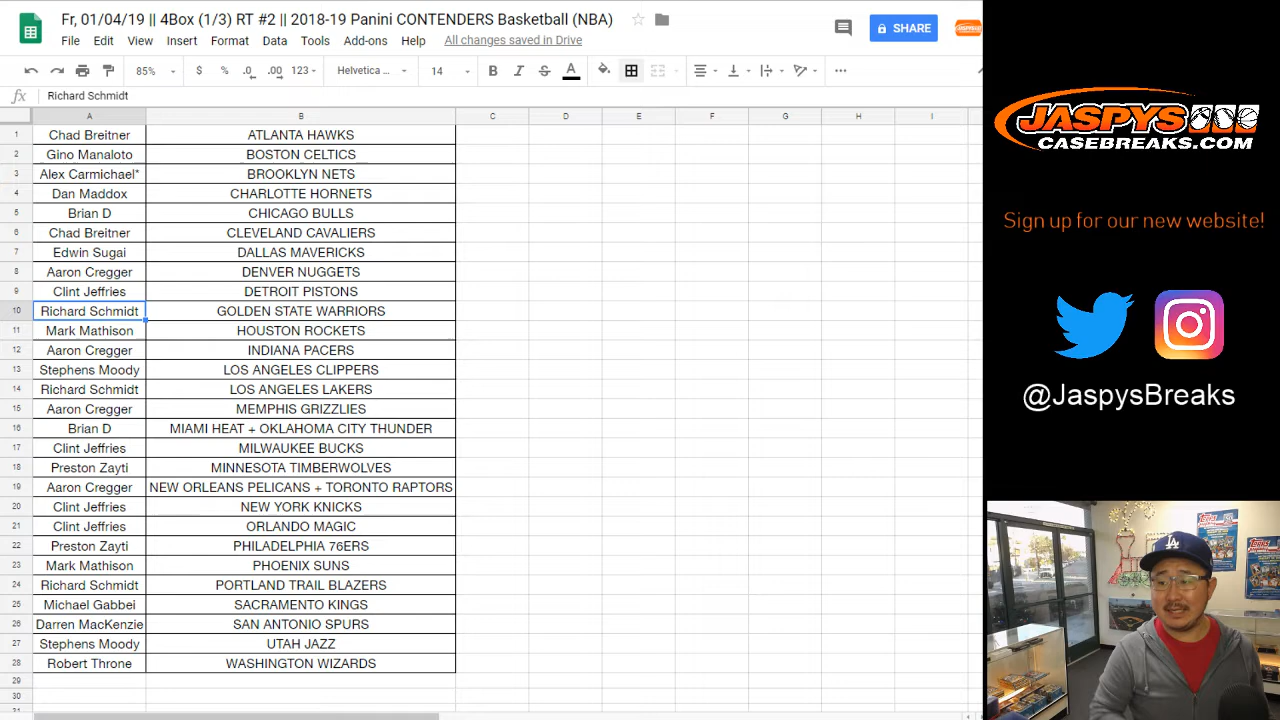 Fr, 01/04/19 || 4Box (1/3) RT #2 || 2018-19 Panini CONTENDERS Basketball (NBA)
File Edit View Insert Format Data Tools Add-ons Help All changes saved in Drive
SHARE
85% $ % .0 .00 123 Helvetica ... 14 B I S A
fx Richard Schmidt
A B C D E F G H I
1 Chad Breitner ATLANTA HAWKS
2 Gino Manaloto BOSTON CELTICS
3 Alex Carmichael* BROOKLYN NETS
4 Dan Maddox CHARLOTTE HORNETS
5 Brian D CHICAGO BULLS
6 Chad Breitner CLEVELAND CAVALIERS
7 Edwin Sugai DALLAS MAVERICKS
8 Aaron Cregger DENVER NUGGETS
9 Clint Jeffries DETROIT PISTONS
10 Richard Schmidt GOLDEN STATE WARRIORS
11 Mark Mathison HOUSTON ROCKETS
12 Aaron Cregger INDIANA PACERS
13 Stephens Moody LOS ANGELES CLIPPERS
14 Richard Schmidt LOS ANGELES LAKERS
15 Aaron Cregger MEMPHIS GRIZZLIES
16 Brian D MIAMI HEAT + OKLAHOMA CITY THUNDER
17 Clint Jeffries MILWAUKEE BUCKS
18 Preston Zayti MINNESOTA TIMBERWOLVES
19 Aaron Cregger NEW ORLEANS PELICANS + TORONTO RAPTORS
20 Clint Jeffries NEW YORK KNICKS
21 Clint Jeffries ORLANDO MAGIC
22 Preston Zayti PHILADELPHIA 76ERS
23 Mark Mathison PHOENIX SUNS
24 Richard Schmidt PORTLAND TRAIL BLAZERS
25 Michael Gabbei SACRAMENTO KINGS
26 Darren MacKenzie SAN ANTONIO SPURS
27 Stephens Moody UTAH JAZZ
28 Robert Throne WASHINGTON WIZARDS
29
30
JASPYS
CASEBREAKS.COM
Sign up for our new website!
@JaspysBreaks
LA
Topps
Topps